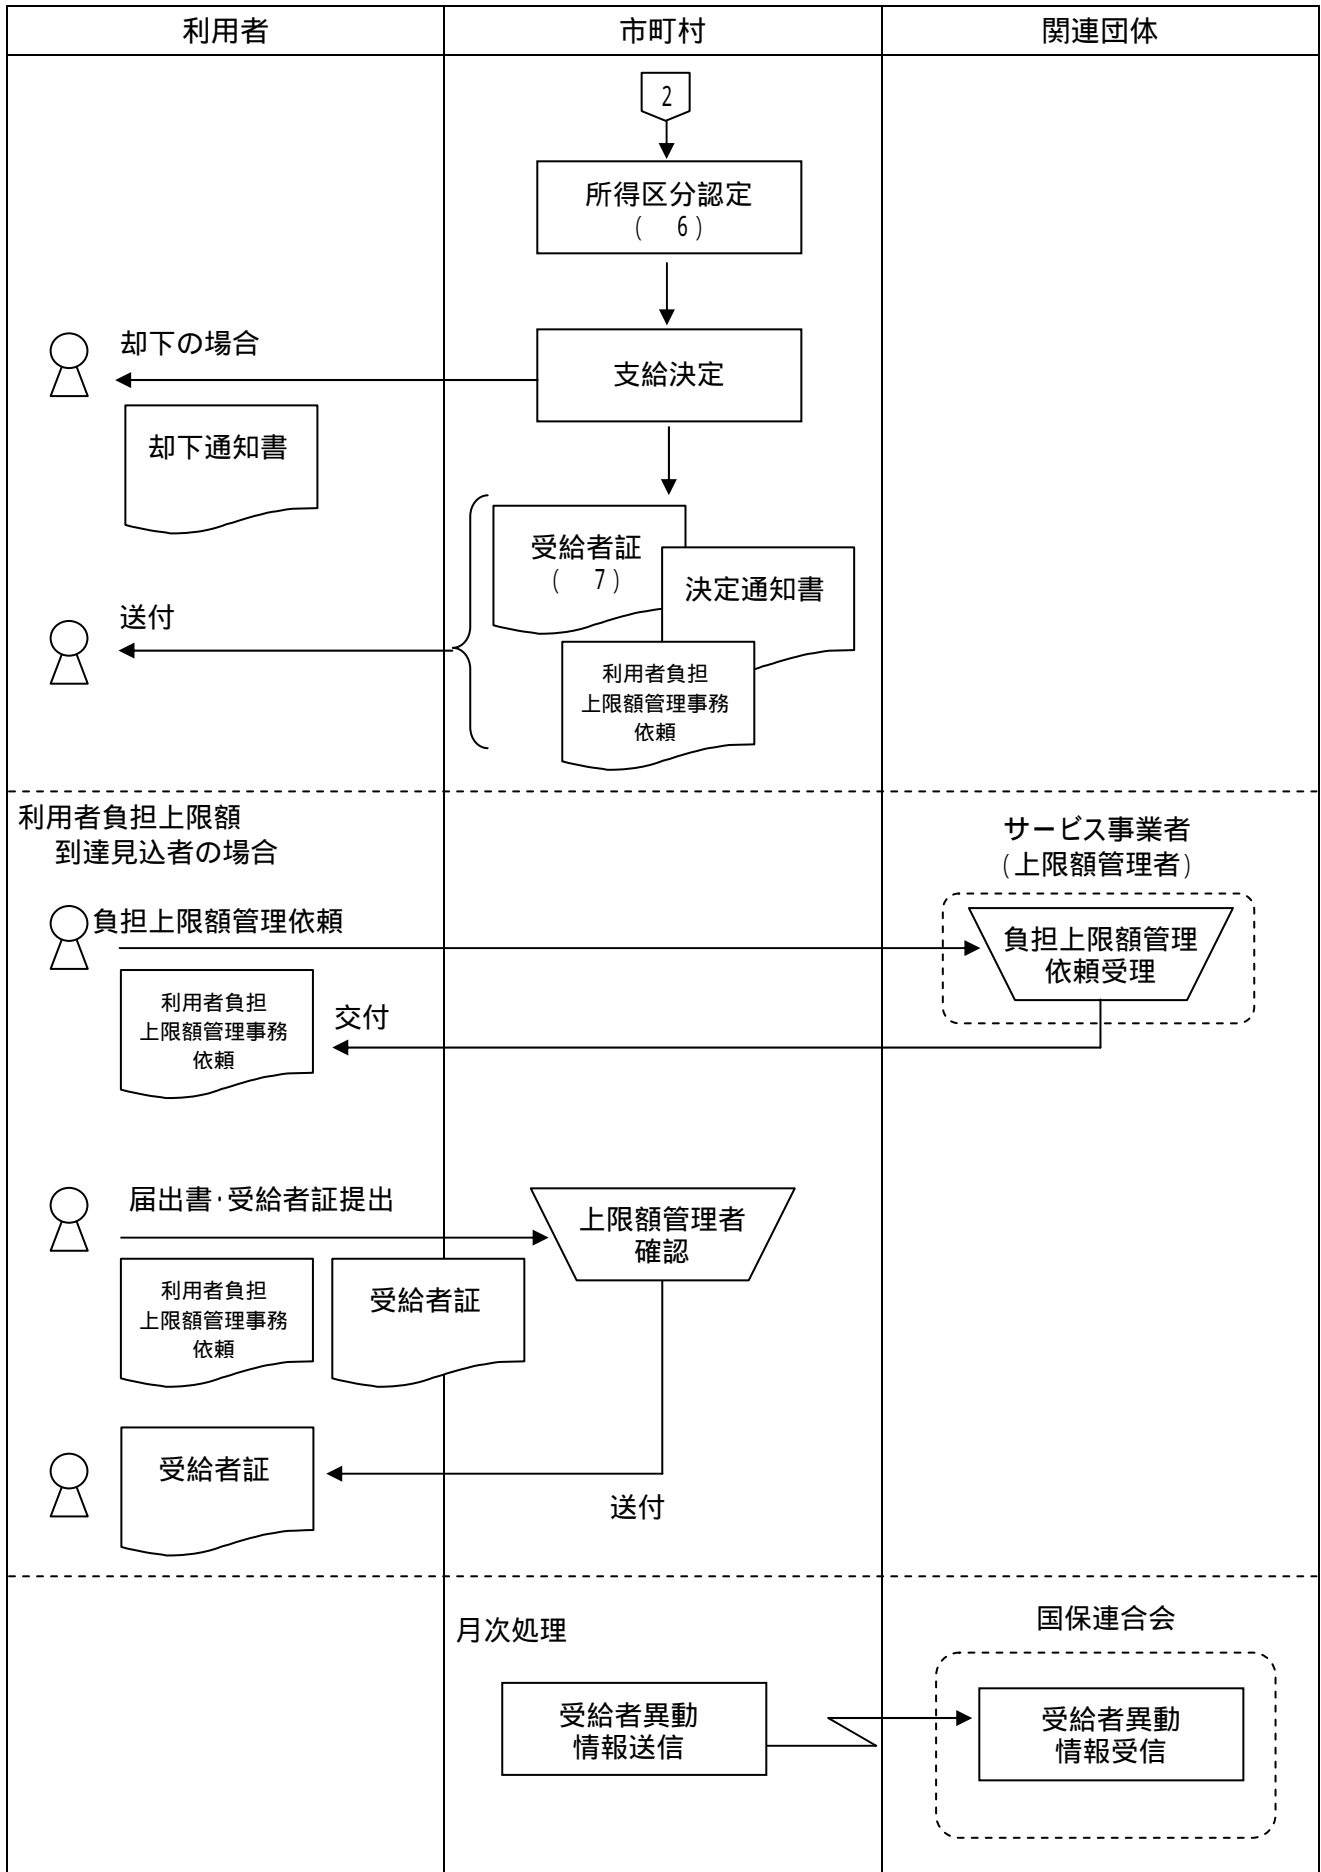 利用者
市町村
関連団体
2
所得区分認定
( 6)
却下の場合
支給決定
却下通知書
受給者証
( 7)
決定通知書
送付
利用者負担
上限額管理事務
依頼
利用者負担上限額
到達見込者の場合
サービス事業者
(上限額管理者)
負担上限額管理依頼
負担上限額管理
依頼受理
利用者負担
上限額管理事務
依頼
交付
届出書・受給者証提出
上限額管理者
確認
利用者負担
上限額管理事務
依頼
受給者証
受給者証
送付
月次処理
国保連合会
受給者異動
情報送信
受給者異動
情報受信